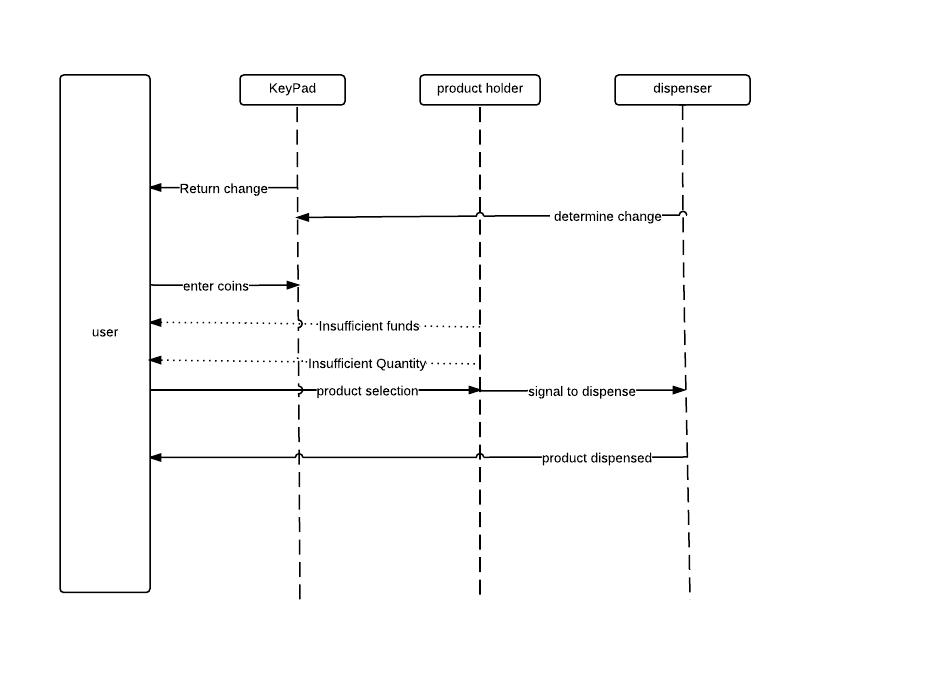 KeyPad
product holder
dispenser
Return change
determine change
enter coins
Insufficient funds
user
Insufficient Quantity
product selection
signal to dispense
product dispensed